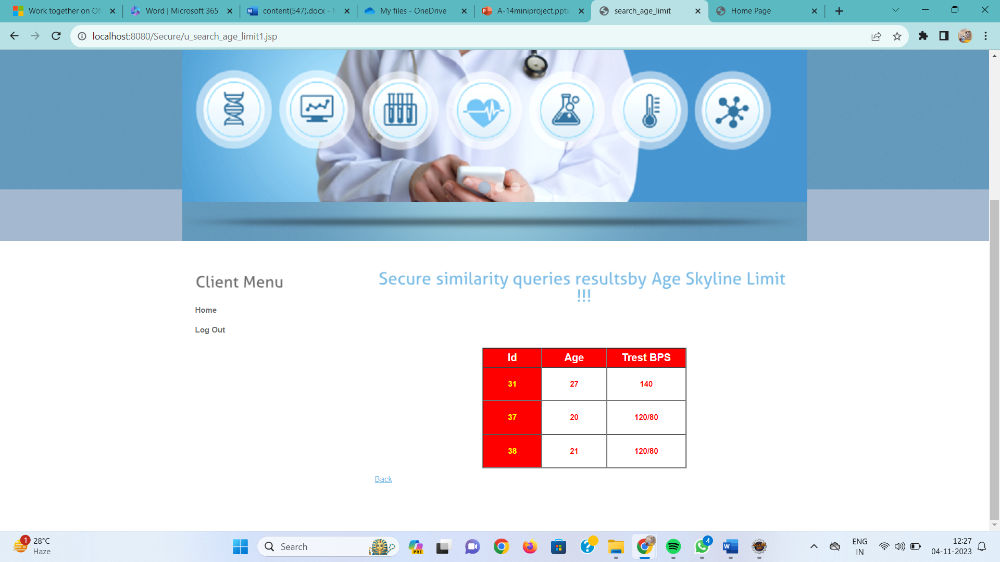 Work together on Of
Word | Microsoft 365
content(547).docx - M
My files - OneDrive
A-14miniproject.pptx
search_age_limit
Home Page
localhost:8080/Secure/u_search_age_limit1.jsp
Client Menu
Home
Log Out
Secure similarity queries resultsby Age Skyline Limit
!!!
Id Age Trest BPS
31 27 140
37 20 120/80
38 21 120/80
Back
1
28°C
Haze
Search
PRE
4
ENG
IN
12:27
04-11-2023